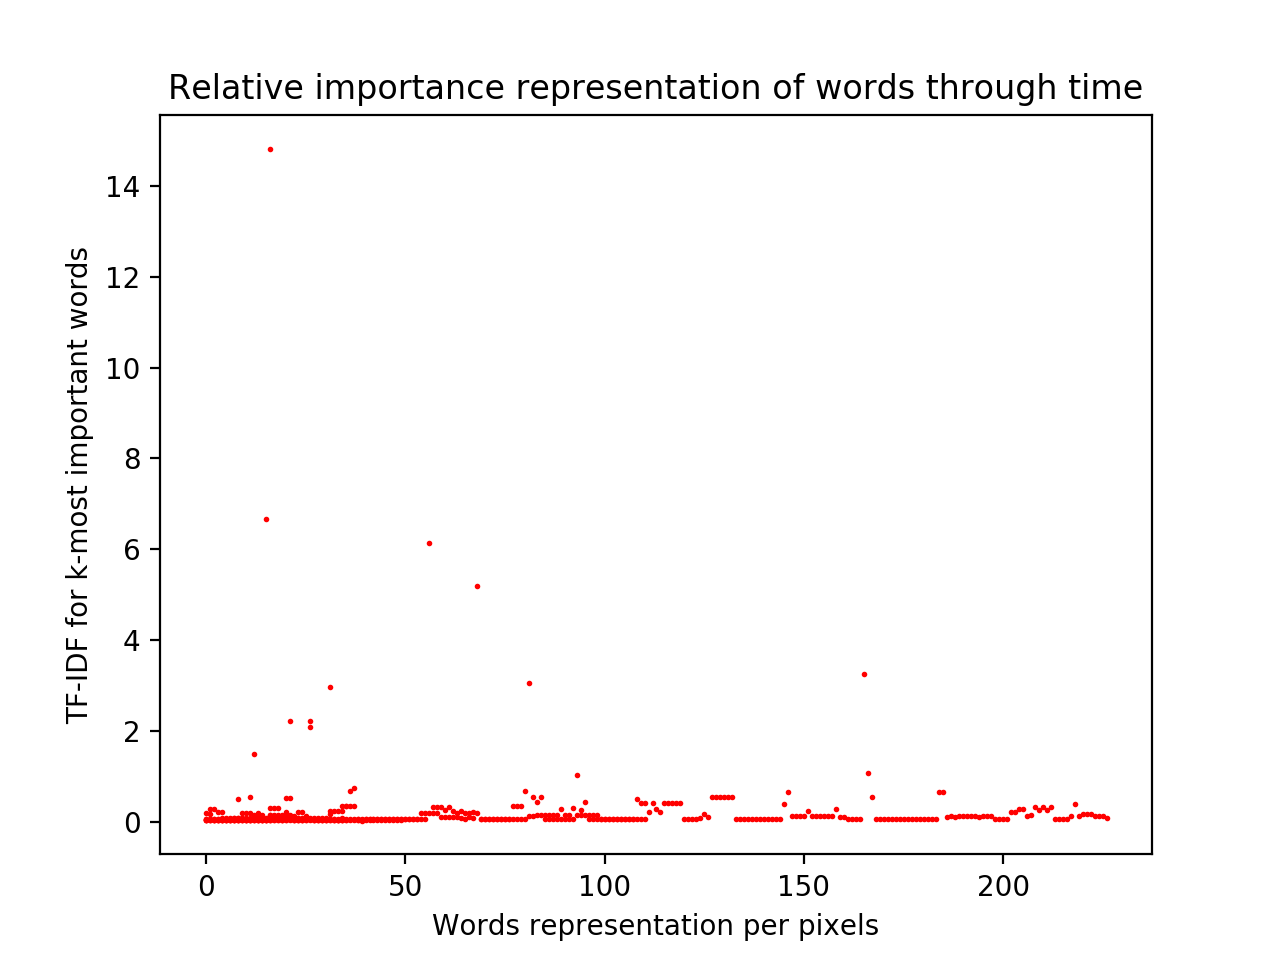 Relative importance representation of words through time
14
12
10
8
6
4
2
0
TF-IDF for k-most important words
0 50 100 150 200
Words representation per pixels